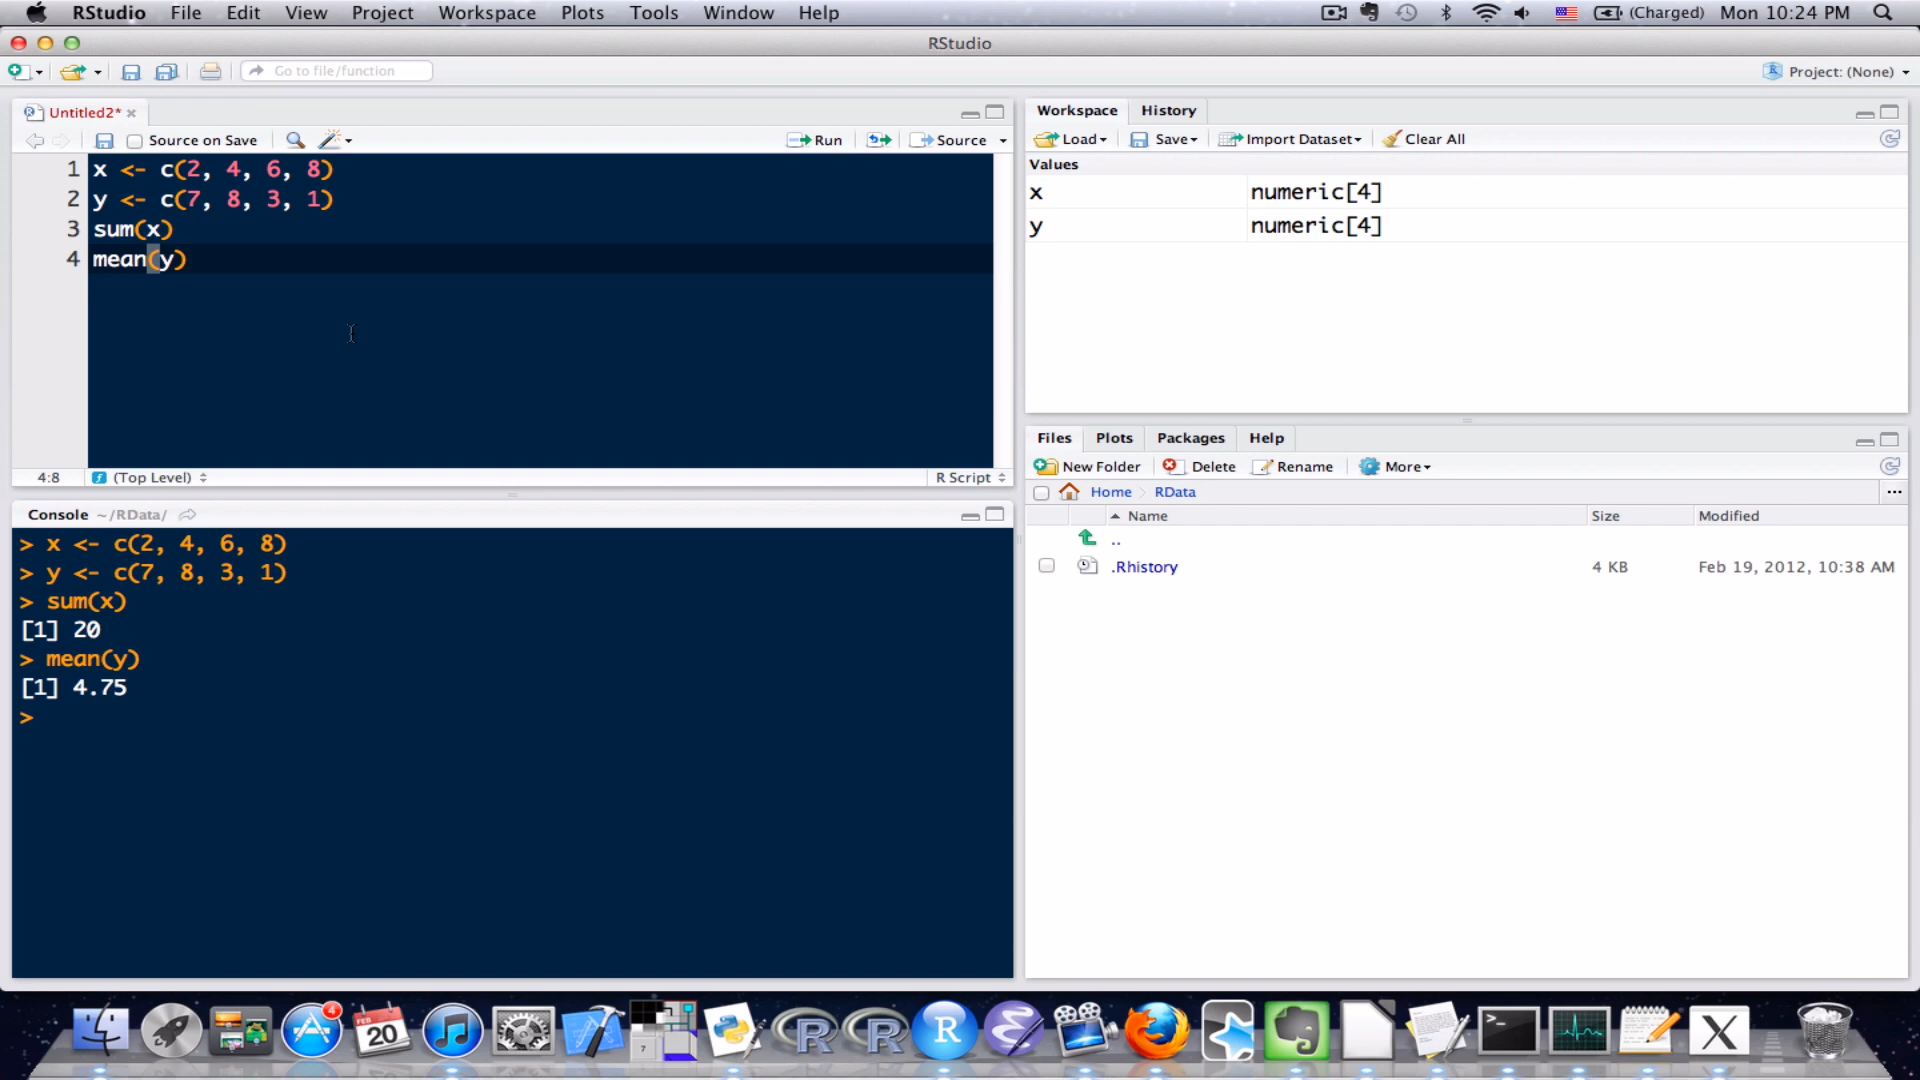 RStudio File Edit View Project Workspace Plots Tools Window Help (Charged) Mon 10:24 PM
RStudio
Go to file/function Project: (None)
Untitled2*
Source on Save Run Source
1 x <- c(2, 4, 6, 8)
2 y <- c(7, 8, 3, 1)
3 sum(x)
4 mean(y)
4:8 (Top Level) R Script
Console ~/RData/
> x <- c(2, 4, 6, 8)
> y <- c(7, 8, 3, 1)
> sum(x)
[1] 20
> mean(y)
[1] 4.75
>
Workspace History
Load Save Import Dataset Clear All
Values
x numeric[4]
y numeric[4]
Files Plots Packages Help
New Folder Delete Rename More
Home RData ...
Name Size Modified
..
.Rhistory 4 KB Feb 19, 2012, 10:38 AM
4 FEB 20 7 R R R >_ X